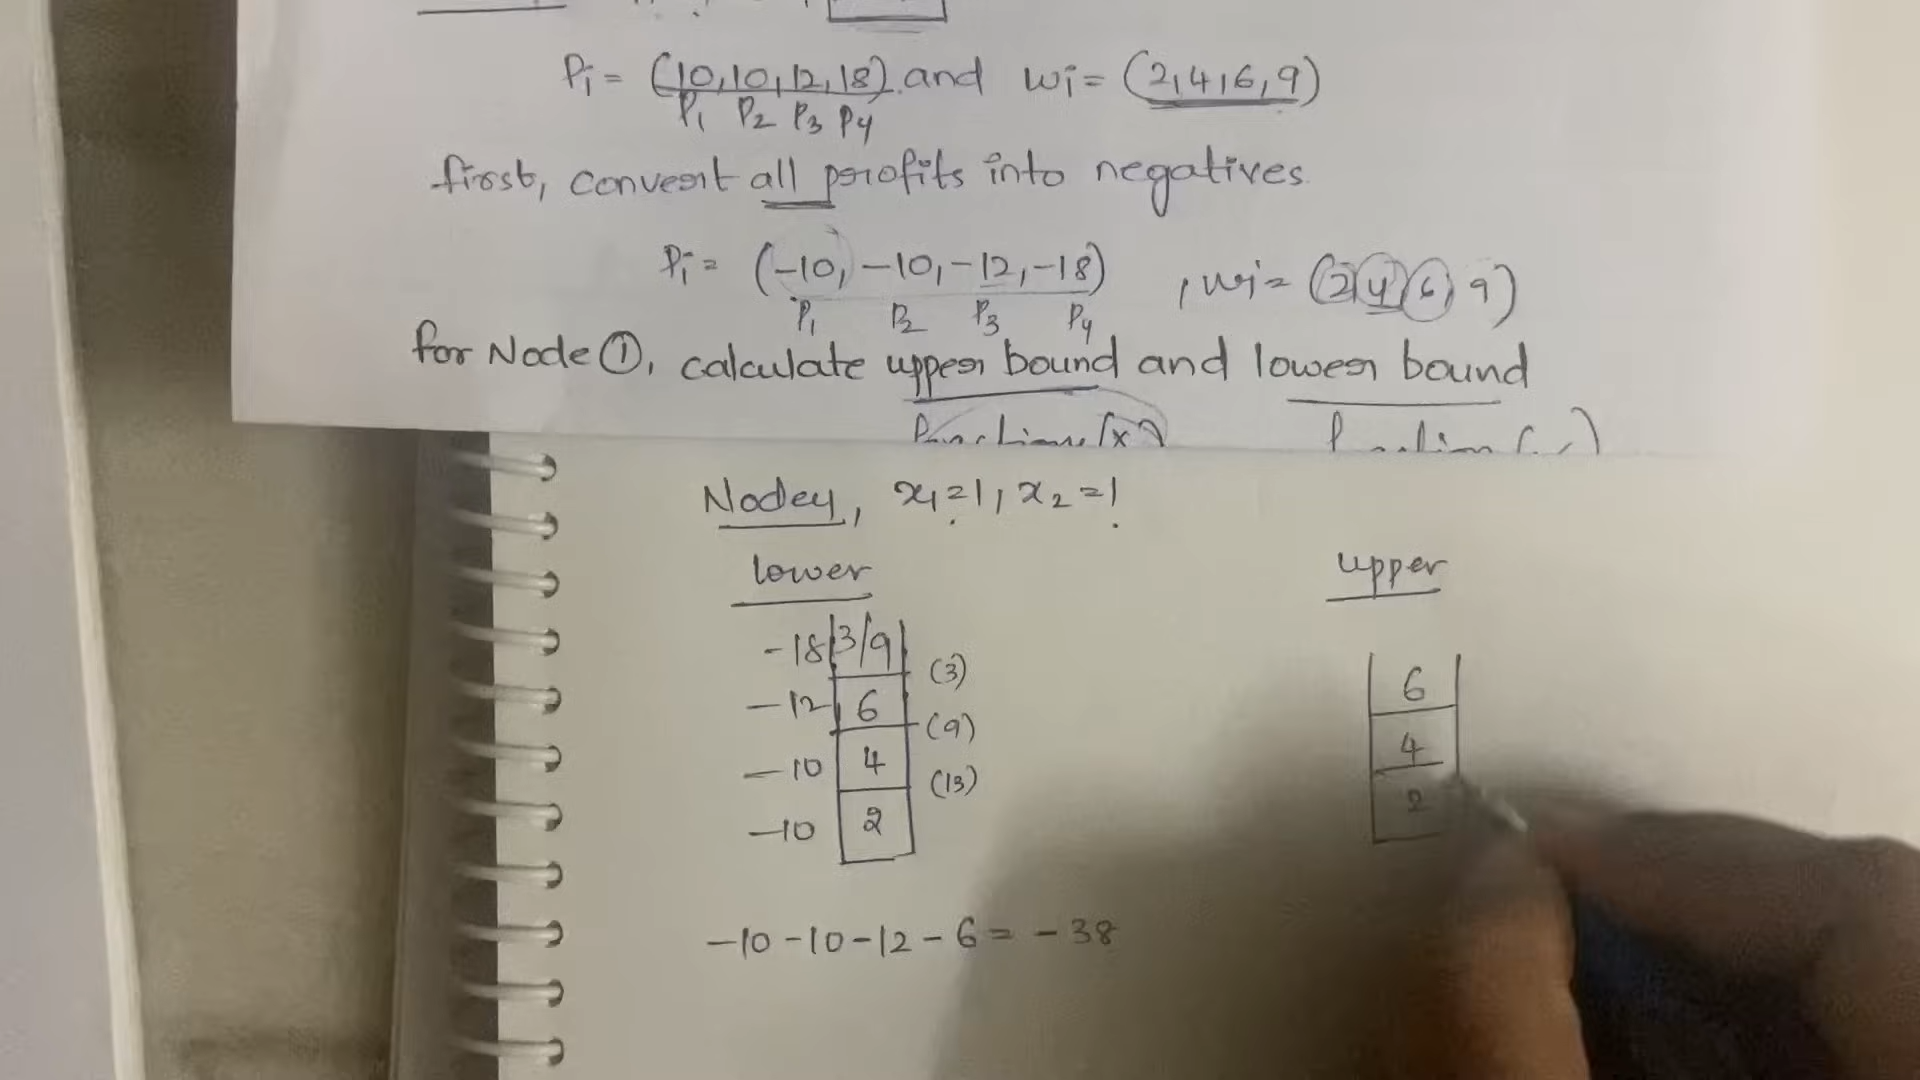 Pi = (10,10,12,18) and wi = (2,4,6,9)
P1 P2 P3 P4
first, convert all profits into negatives.
Pi = (-10, -10, -12, -18) , wi = (2,4,6,9)
P1 P2 P3 P4
for Node ①, calculate upper bound and lower bound
Node4, x1=1, x2=1
lower
upper
-18 3/9 (3)
-12 6 (9)
-10 4 (13)
-10 2
6
4
2
-10-10-12-6=-38